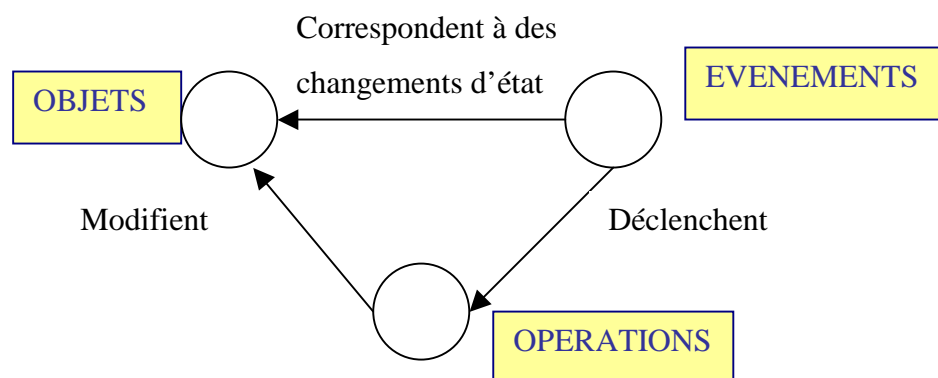 Correspondent à des
changements d'état
OBJETS
EVENEMENTS
Modifient
Déclenchent
OPERATIONS